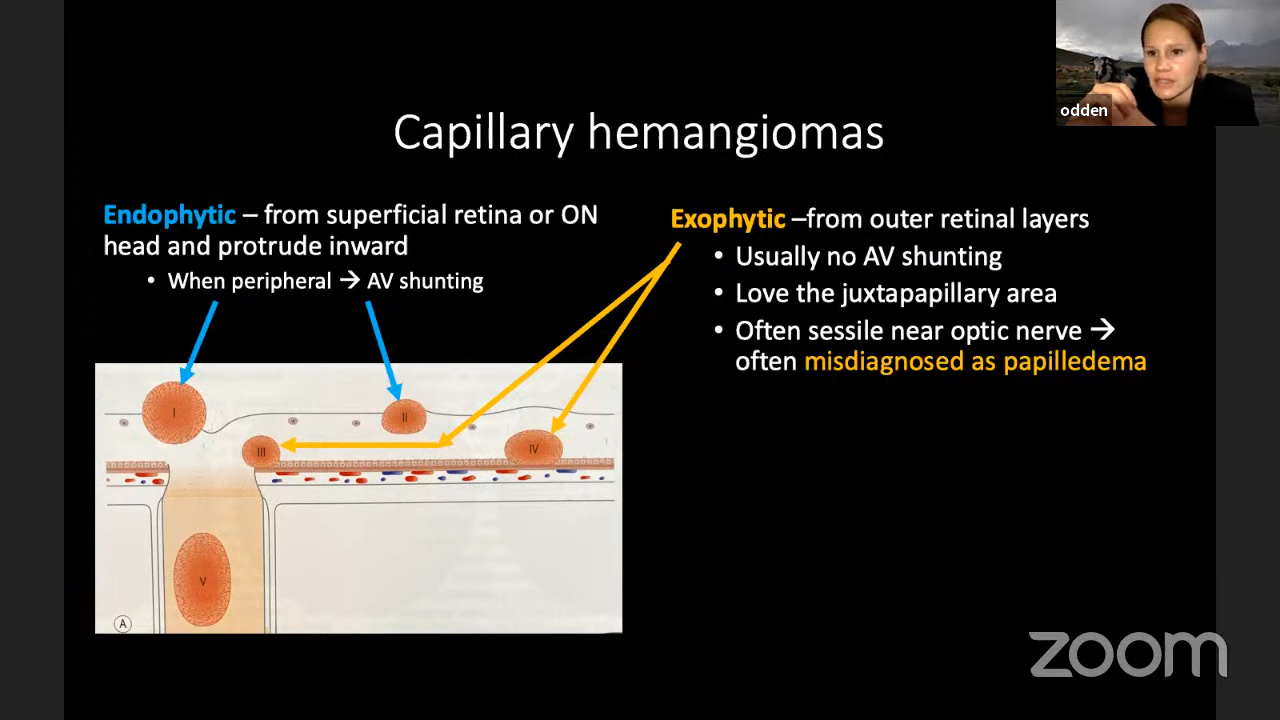 odden
Capillary hemangiomas
Endophytic – from superficial retina or ON
head and protrude inward
• When peripheral → AV shunting
Exophytic –from outer retinal layers
• Usually no AV shunting
• Love the juxtapapillary area
• Often sessile near optic nerve →
often misdiagnosed as papilledema
I
II
III
IV
V
A
zoom